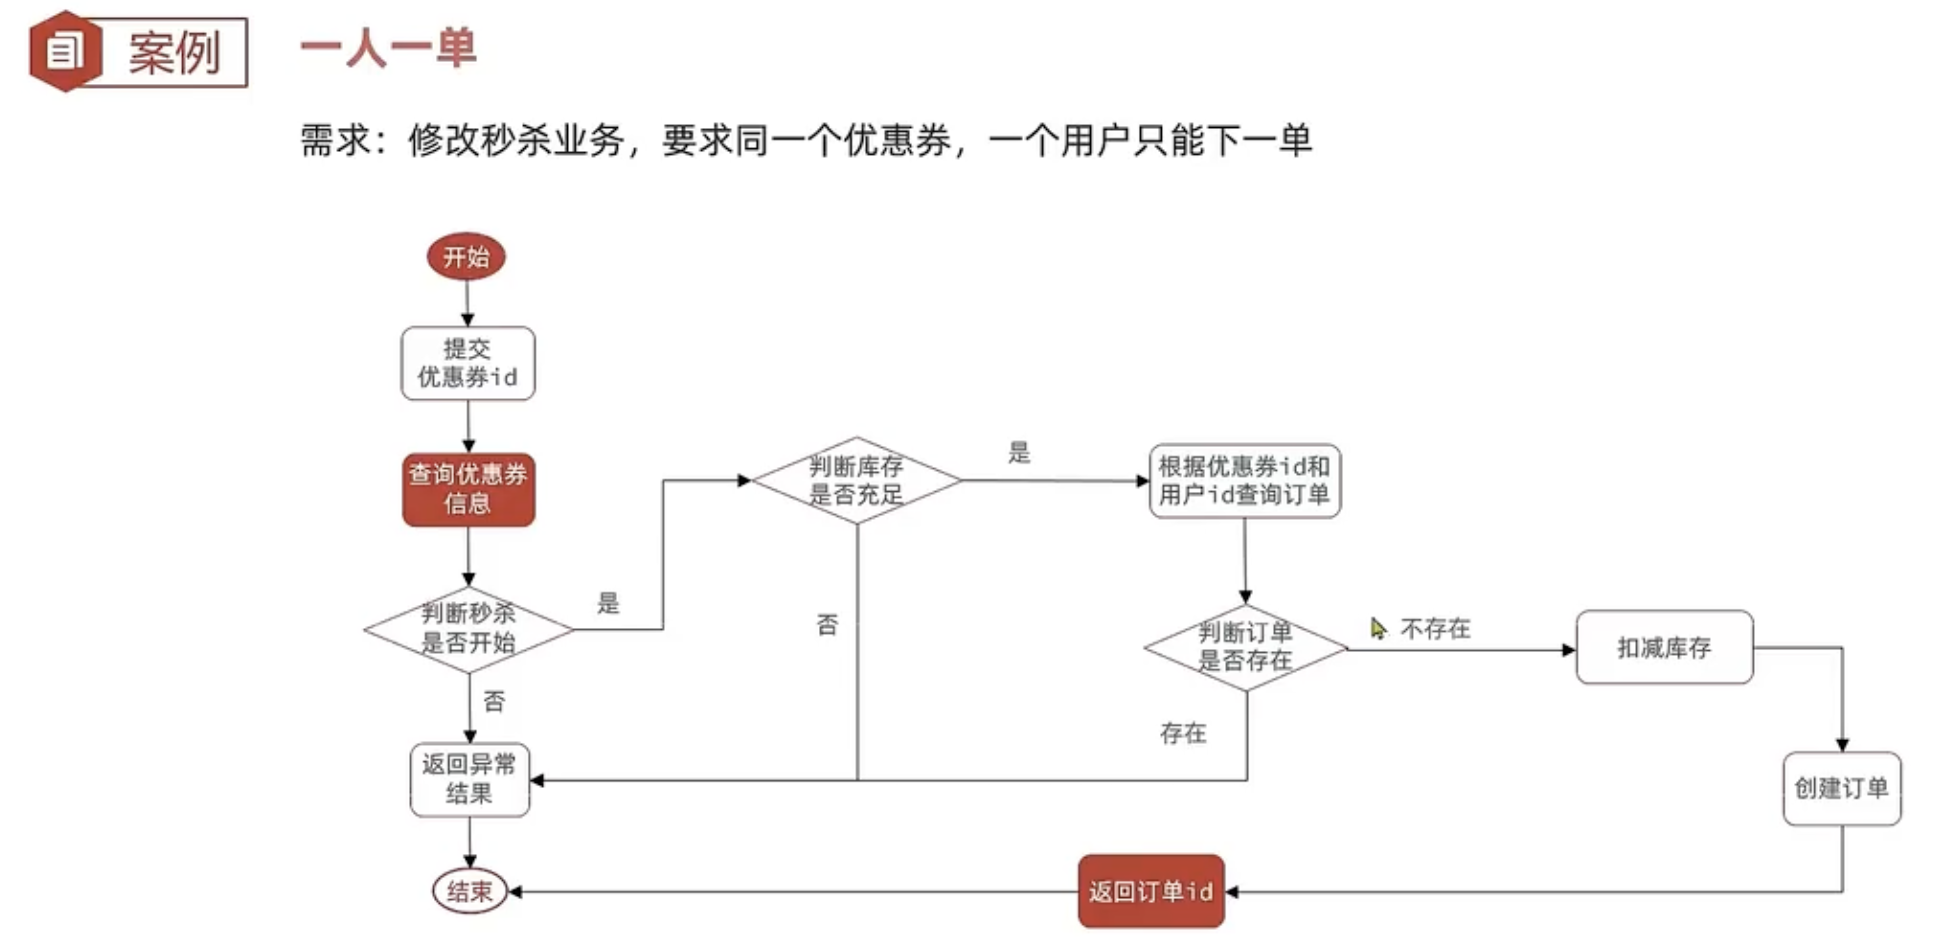 案例
一人一单
需求：修改秒杀业务，要求同一个优惠券，一个用户只能下一单
开始
提交
优惠券id
查询优惠券
信息
判断秒杀
是否开始
是
否
返回异常
结果
结束
判断库存
是否充足
是
否
根据优惠券id和
用户id查询订单
判断订单
是否存在
不存在
存在
扣减库存
创建订单
返回订单id